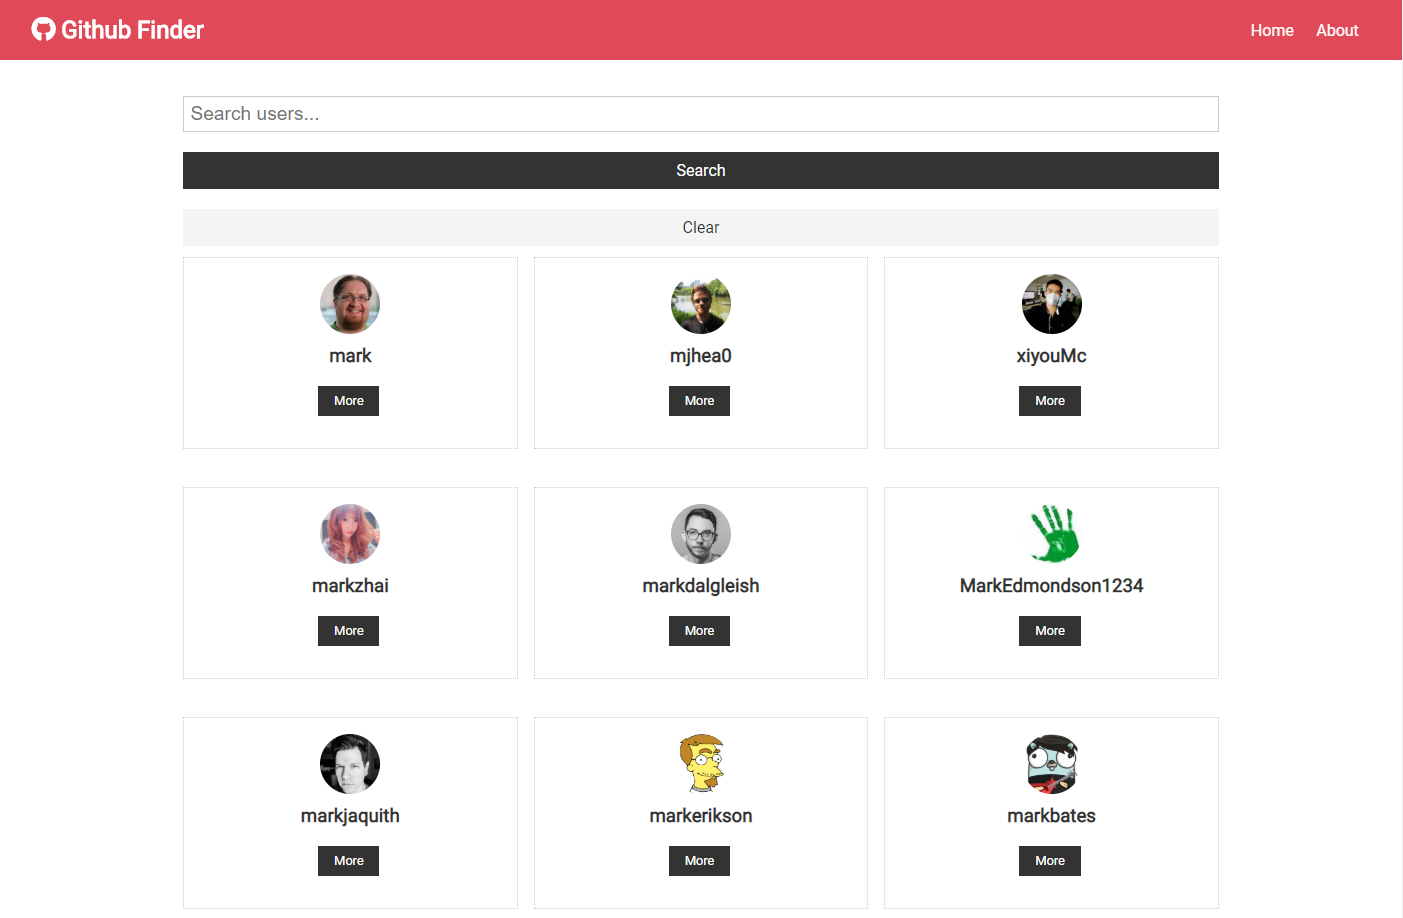 Github Finder
Home About
Search users...
Search
Clear
mark mjhea0 xiyouMc
More More More
markzhai markdalgleish MarkEdmondson1234
More More More
markjaquith markerikson markbates
More More More